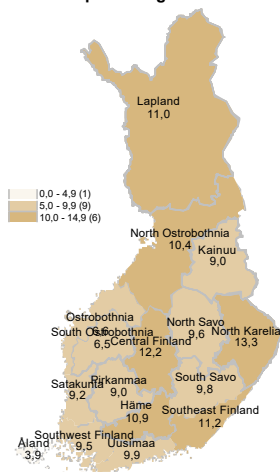 Lapland
11,0
0,0 - 4,9 (1)
5,0 - 9,9 (9)
10,0 - 14,9 (6)
North Ostrobothnia
10,4
Kainuu
9,0
Ostrobothnia
6,6
South Ostrobothnia
6,5
North Savo
9,6
North Karelia
13,3
Central Finland
12,2
Pirkanmaa
9,0
Satakunta
9,2
South Savo
9,8
Häme
10,9
Southeast Finland
11,2
Southwest Finland
9,5
Uusimaa
9,9
Åland
3,9